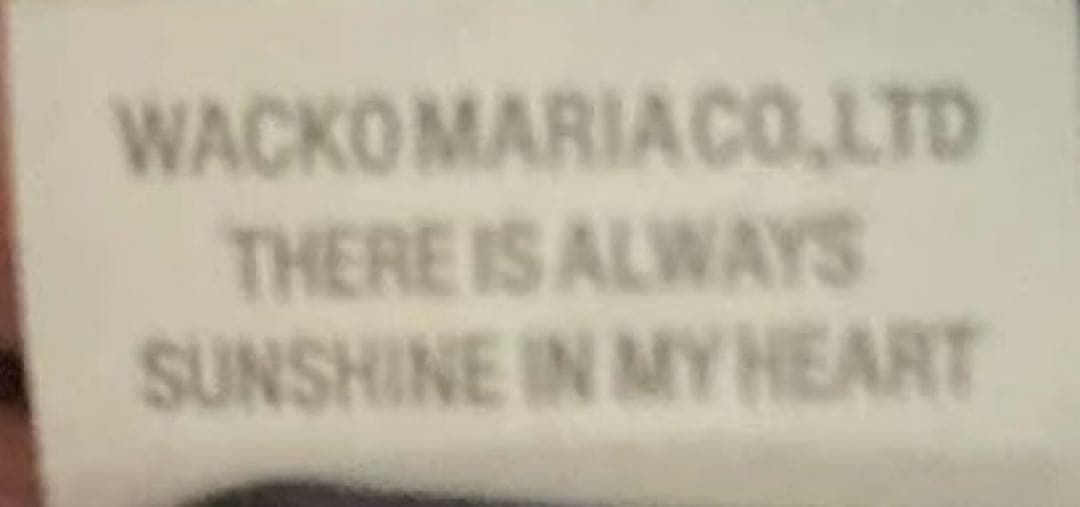 WACKO MARIA CO.,LTD
THERE IS ALWAYS
SUNSHINE IN MY HEART